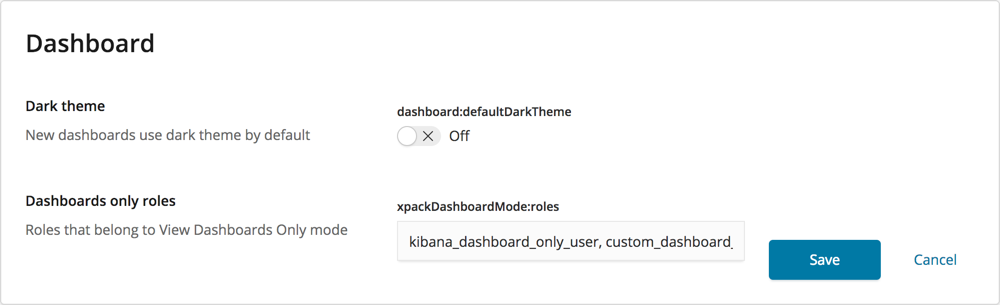 Dashboard
Dark theme
New dashboards use dark theme by default
dashboard:defaultDarkTheme
Off
Dashboards only roles
Roles that belong to View Dashboards Only mode
xpackDashboardMode:roles
kibana_dashboard_only_user, custom_dashboard_
Save
Cancel